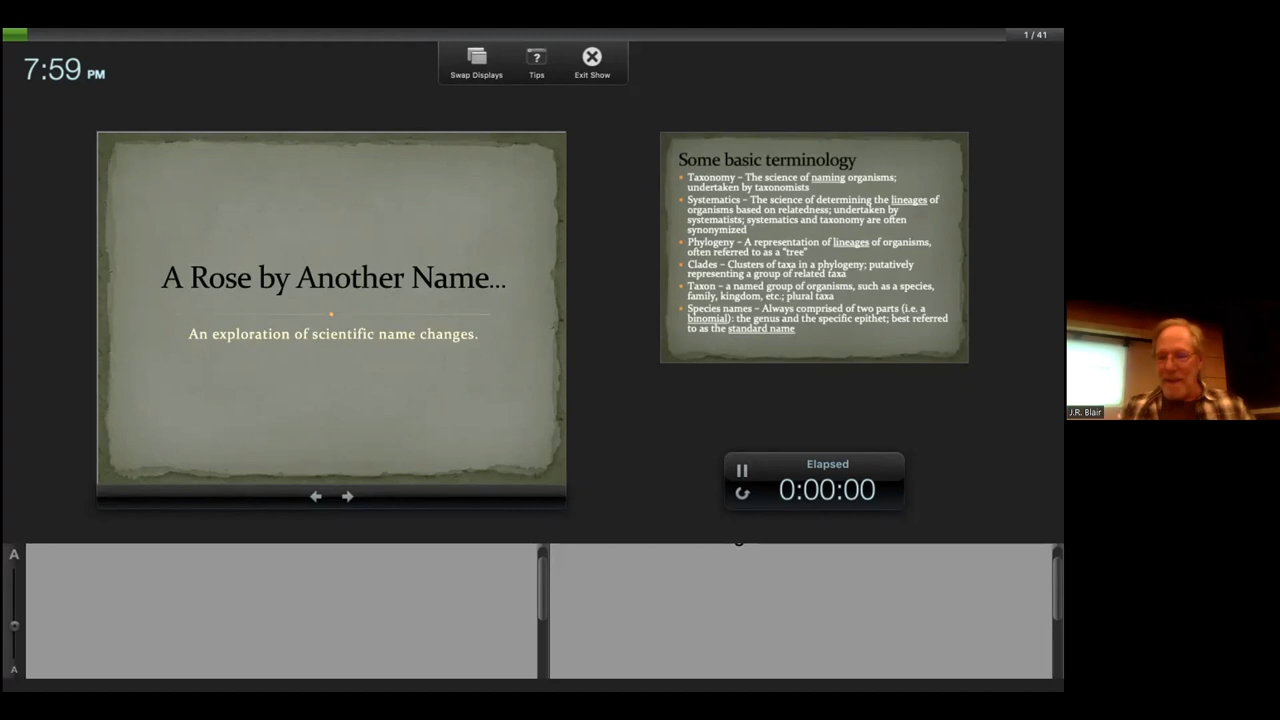 1 / 41
7:59 PM
Swap Displays
?
Tips
Exit Show
A Rose by Another Name...
An exploration of scientific name changes.
Some basic terminology
Taxonomy – The science of naming organisms;
undertaken by taxonomists
Systematics – The science of determining the lineages of
organisms based on relatedness; undertaken by
systematists; systematics and taxonomy are often
synonymized
Phylogeny – A representation of lineages of organisms,
often referred to as a "tree"
Clades – Clusters of taxa in a phylogeny; putatively
representing a group of related taxa
Taxon – a named group of organisms, such as a species,
family, kingdom, etc.; plural taxa
Species names – Always comprised of two parts (i.e. a
binomial): the genus and the specific epithet; best referred
to as the standard name
J.R. Blair
Elapsed
0:00:00
A
A